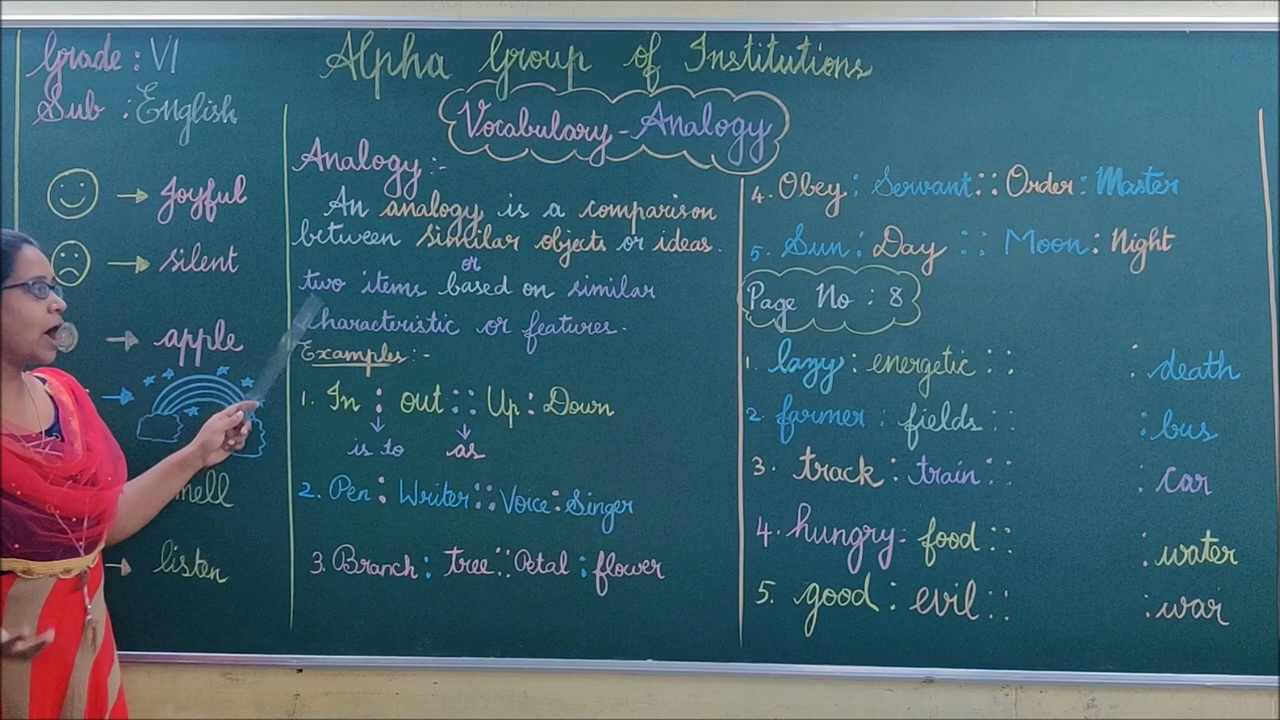 Alpha Group of Institutions
Grade : VI
Sub : English
Vocabulary - Analogy
Joyful
silent
apple
listen
Analogy :-
An analogy is a comparison
between similar objects or ideas.
or
two items based on similar
characteristic or features.
Examples :-
1. In : out :: Up : Down
is to as
2. Pen : Writer :: Voice : Singer
3. Branch : tree :: Petal : flower
4. Obey : Servant :: Order : Master
5. Sun : Day :: Moon : Night
Page No : 8
1. lazy : energetic :: : death
2. farmer : fields :: : bus
3. track : train :: : car
4. hungry : food :: : water
5. good : evil :: : war